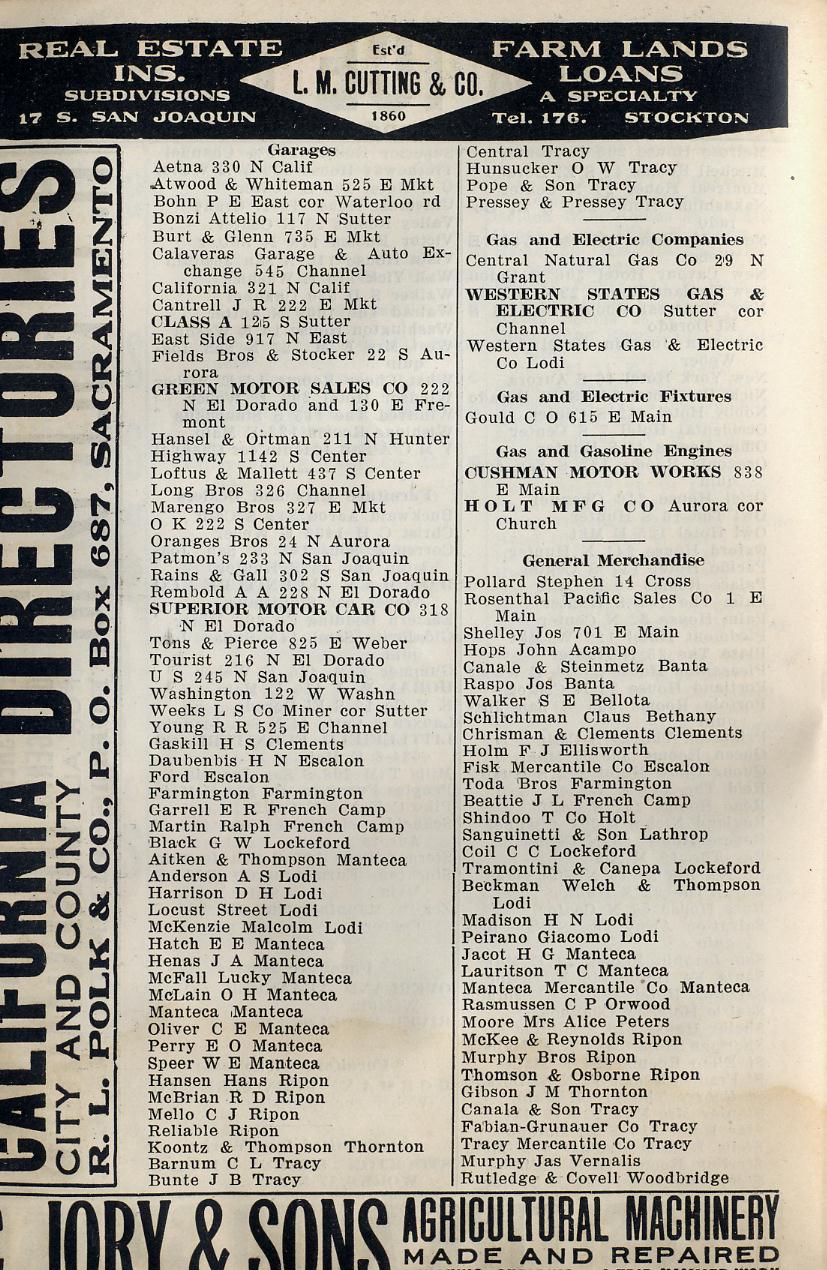 REAL ESTATE
INS.
SUBDIVISIONS
17 S. SAN JOAQUIN
Est'd
L. M. CUTTING & CO.
1860
FARM LANDS
LOANS
A SPECIALTY
Tel. 176. STOCKTON
CALIFORNIA DIRECTORIES
CITY AND COUNTY
R. L. POLK & CO., P. O. Box 687, SACRAMENTO
Garages
Aetna 330 N Calif
Atwood & Whiteman 525 E Mkt
Bohn P E East cor Waterloo rd
Bonzi Attelio 117 N Sutter
Burt & Glenn 735 E Mkt
Calaveras Garage & Auto Ex-
change 545 Channel
California 321 N Calif
Cantrell J R 222 E Mkt
CLASS A 125 S Sutter
East Side 917 N East
Fields Bros & Stocker 22 S Au-
rora
GREEN MOTOR SALES CO 222
N El Dorado and 130 E Fre-
mont
Hansel & Ortman 211 N Hunter
Highway 1142 S Center
Loftus & Mallett 437 S Center
Long Bros 326 Channel
Marengo Bros 327 E Mkt
O K 222 S Center
Oranges Bros 24 N Aurora
Patmon's 233 N San Joaquin
Rains & Gall 302 S San Joaquin
Rembold A A 228 N El Dorado
SUPERIOR MOTOR CAR CO 318
N El Dorado
Tons & Pierce 825 E Weber
Tourist 216 N El Dorado
U S 245 N San Joaquin
Washington 122 W Washn
Weeks L S Co Miner cor Sutter
Young R R 525 E Channel
Gaskill H S Clements
Daubenbis H N Escalon
Ford Escalon
Farmington Farmington
Garrell E R French Camp
Martin Ralph French Camp
Black G W Lockeford
Aitken & Thompson Manteca
Anderson A S Lodi
Harrison D H Lodi
Locust Street Lodi
McKenzie Malcolm Lodi
Hatch E E Manteca
Henas J A Manteca
McFall Lucky Manteca
McLain O H Manteca
Manteca Manteca
Oliver C E Manteca
Perry E O Manteca
Speer W E Manteca
Hansen Hans Ripon
McBrian R D Ripon
Mello C J Ripon
Reliable Ripon
Koontz & Thompson Thornton
Barnum C L Tracy
Bunte J B Tracy
Central Tracy
Hunsucker O W Tracy
Pope & Son Tracy
Pressey & Pressey Tracy
Gas and Electric Companies
Central Natural Gas Co 29 N
Grant
WESTERN STATES GAS &
ELECTRIC CO Sutter cor
Channel
Western States Gas & Electric
Co Lodi
Gas and Electric Fixtures
Gould C O 615 E Main
Gas and Gasoline Engines
CUSHMAN MOTOR WORKS 838
E Main
HOLT MFG CO Aurora cor
Church
General Merchandise
Pollard Stephen 14 Cross
Rosenthal Pacific Sales Co 1 E
Main
Shelley Jos 701 E Main
Hops John Acampo
Canale & Steinmetz Banta
Raspo Jos Banta
Walker S E Bellota
Schlichtman Claus Bethany
Chrisman & Clements Clements
Holm F J Ellisworth
Fisk Mercantile Co Escalon
Toda Bros Farmington
Beattie J L French Camp
Shindoo T Co Holt
Sanguinetti & Son Lathrop
Coil C C Lockeford
Tramontini & Canepa Lockeford
Beckman Welch & Thompson
Lodi
Madison H N Lodi
Peirano Giacomo Lodi
Jacot H G Manteca
Lauritson T C Manteca
Manteca Mercantile Co Manteca
Rasmussen C P Orwood
Moore Mrs Alice Peters
McKee & Reynolds Ripon
Murphy Bros Ripon
Thomson & Osborne Ripon
Gibson J M Thornton
Canala & Son Tracy
Fabian-Grunauer Co Tracy
Tracy Mercantile Co Tracy
Murphy Jas Vernalis
Rutledge & Covell Woodbridge
JORY & SONS
AGRICULTURAL MACHINERY
MADE AND REPAIRED